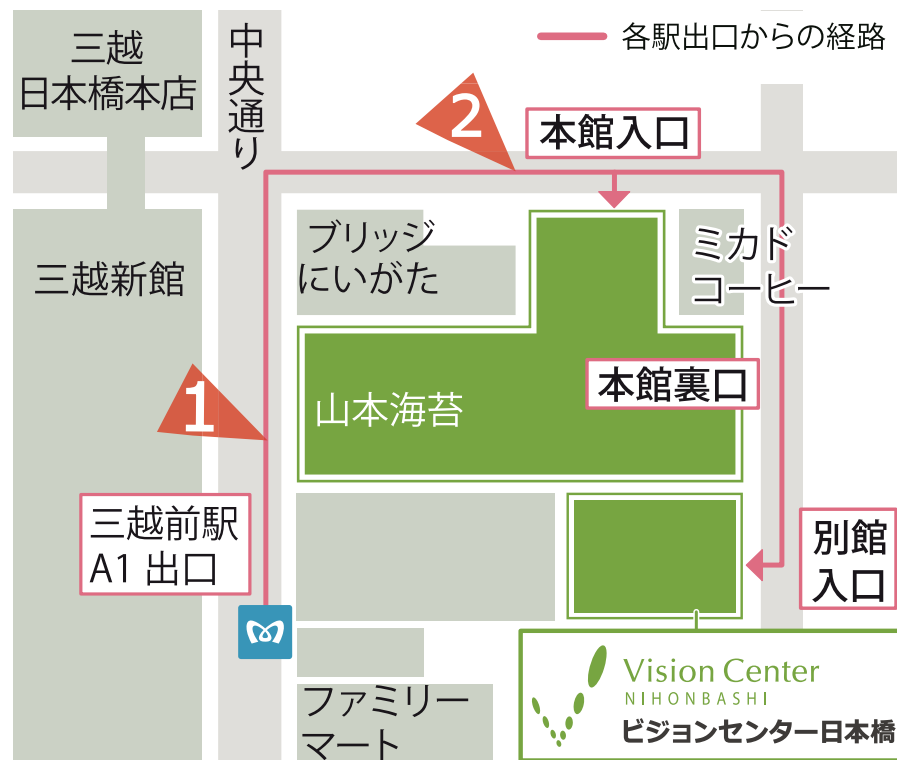 三越
日本橋本店
中央通り
各駅出口からの経路
2
本館入口
ブリッジ
にいがた
ミカド
コーヒー
三越新館
本館裏口
1
山本海苔
三越前駅
A1 出口
別館
入口
ファミリー
マート
Vision Center
NIHONBASHI
ビジョンセンター日本橋